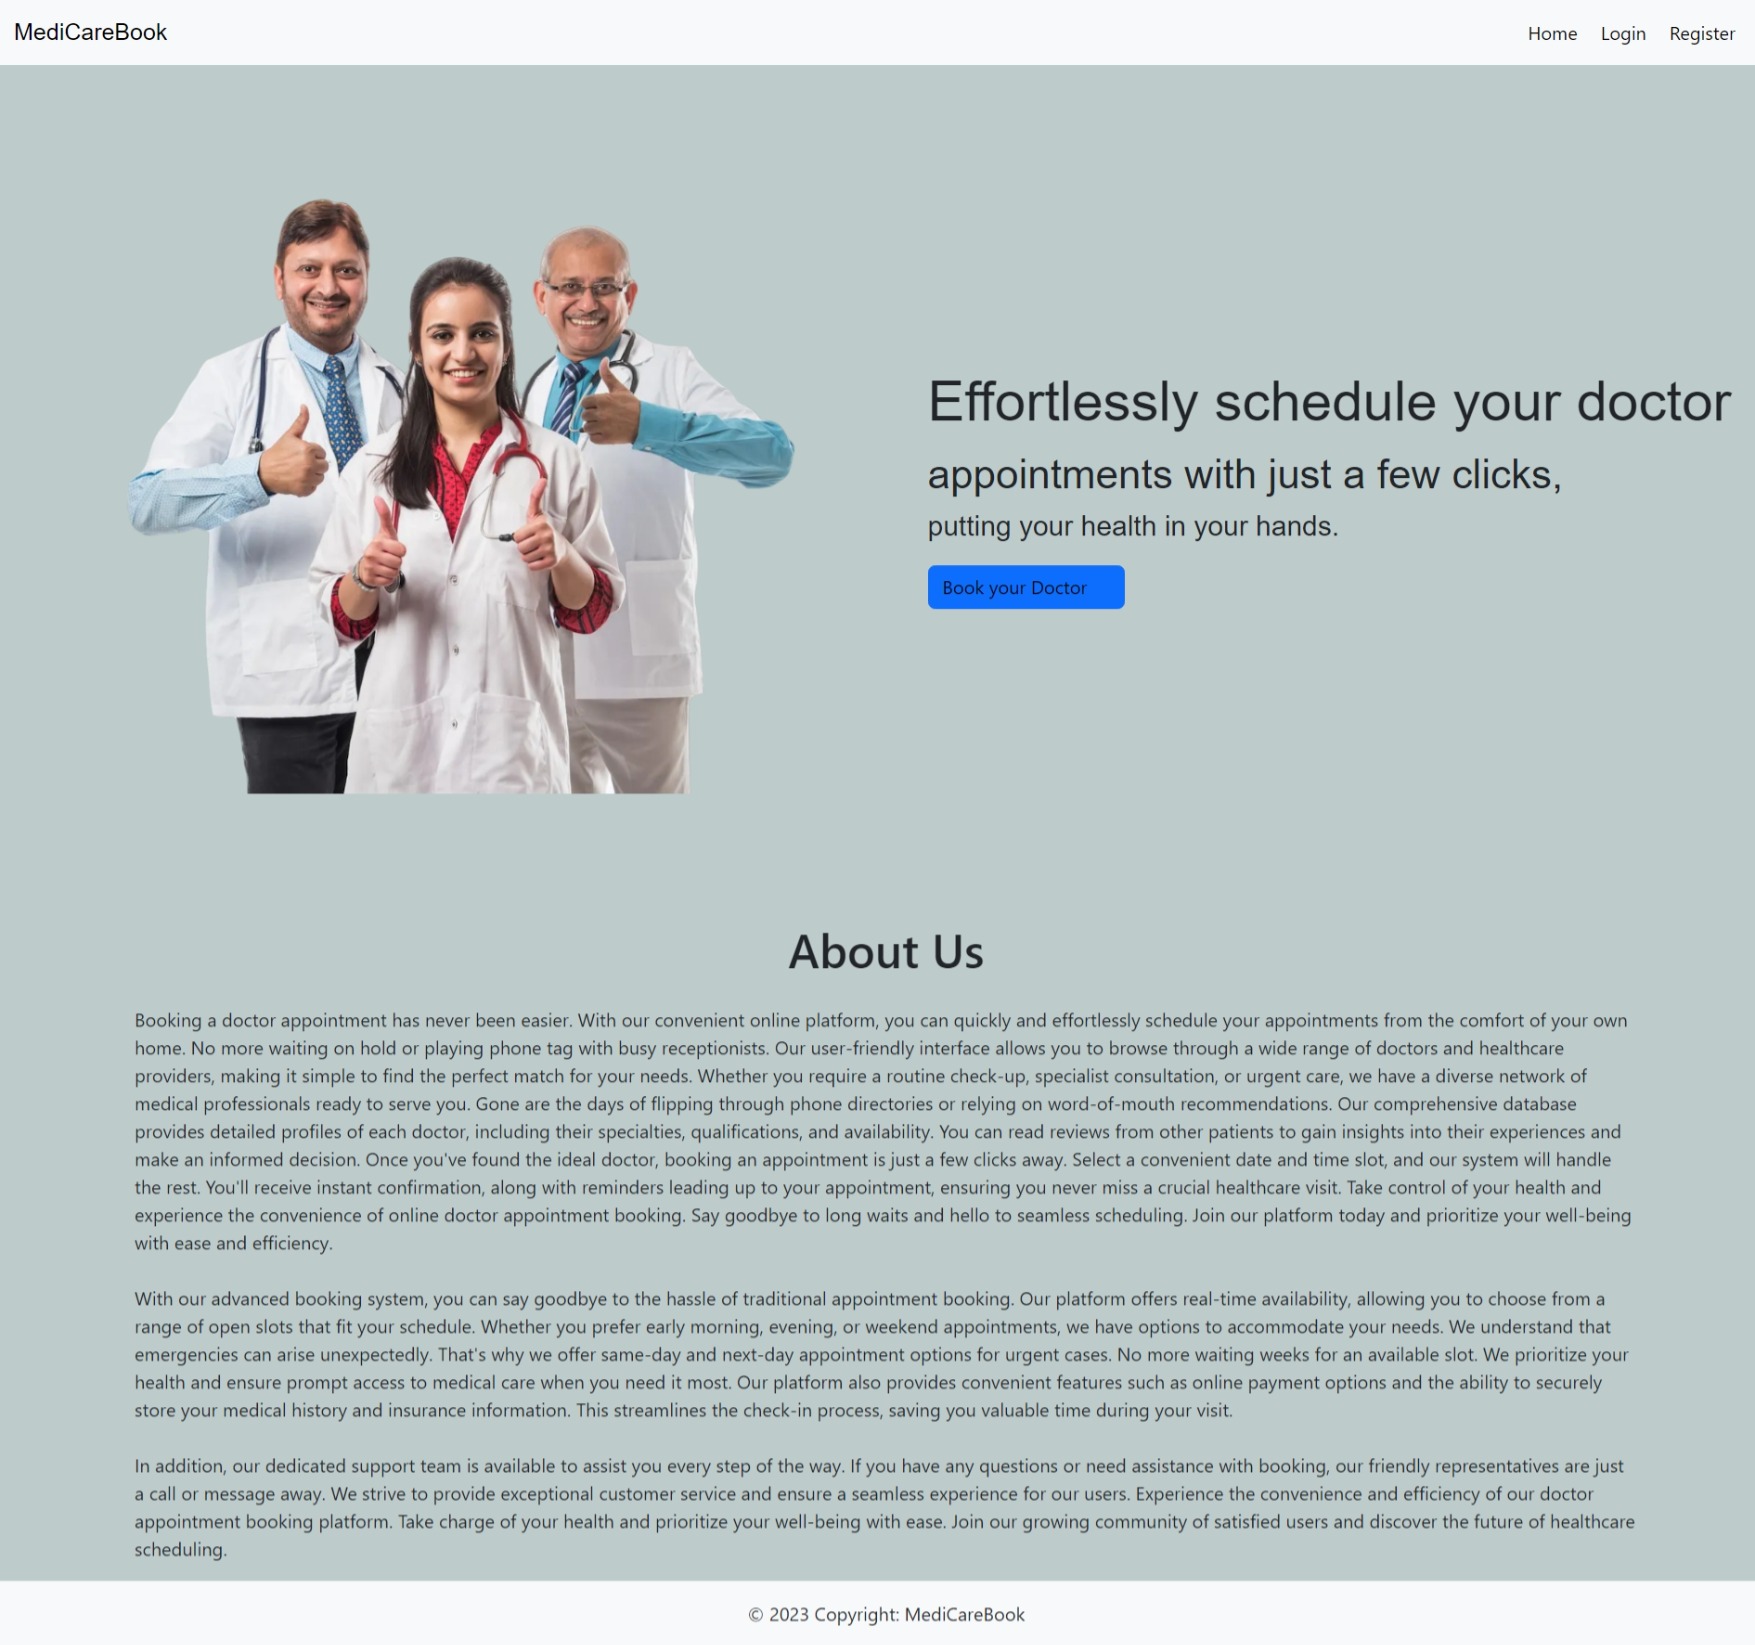 MediCareBook
Home Login Register
Effortlessly schedule your doctor
appointments with just a few clicks,
putting your health in your hands.
Book your Doctor
About Us
Booking a doctor appointment has never been easier. With our convenient online platform, you can quickly and effortlessly schedule your appointments from the comfort of your own
home. No more waiting on hold or playing phone tag with busy receptionists. Our user-friendly interface allows you to browse through a wide range of doctors and healthcare
providers, making it simple to find the perfect match for your needs. Whether you require a routine check-up, specialist consultation, or urgent care, we have a diverse network of
medical professionals ready to serve you. Gone are the days of flipping through phone directories or relying on word-of-mouth recommendations. Our comprehensive database
provides detailed profiles of each doctor, including their specialties, qualifications, and availability. You can read reviews from other patients to gain insights into their experiences and
make an informed decision. Once you've found the ideal doctor, booking an appointment is just a few clicks away. Select a convenient date and time slot, and our system will handle
the rest. You'll receive instant confirmation, along with reminders leading up to your appointment, ensuring you never miss a crucial healthcare visit. Take control of your health and
experience the convenience of online doctor appointment booking. Say goodbye to long waits and hello to seamless scheduling. Join our platform today and prioritize your well-being
with ease and efficiency.
With our advanced booking system, you can say goodbye to the hassle of traditional appointment booking. Our platform offers real-time availability, allowing you to choose from a
range of open slots that fit your schedule. Whether you prefer early morning, evening, or weekend appointments, we have options to accommodate your needs. We understand that
emergencies can arise unexpectedly. That's why we offer same-day and next-day appointment options for urgent cases. No more waiting weeks for an available slot. We prioritize your
health and ensure prompt access to medical care when you need it most. Our platform also provides convenient features such as online payment options and the ability to securely
store your medical history and insurance information. This streamlines the check-in process, saving you valuable time during your visit.
In addition, our dedicated support team is available to assist you every step of the way. If you have any questions or need assistance with booking, our friendly representatives are just
a call or message away. We strive to provide exceptional customer service and ensure a seamless experience for our users. Experience the convenience and efficiency of our doctor
appointment booking platform. Take charge of your health and prioritize your well-being with ease. Join our growing community of satisfied users and discover the future of healthcare
scheduling.
© 2023 Copyright: MediCareBook